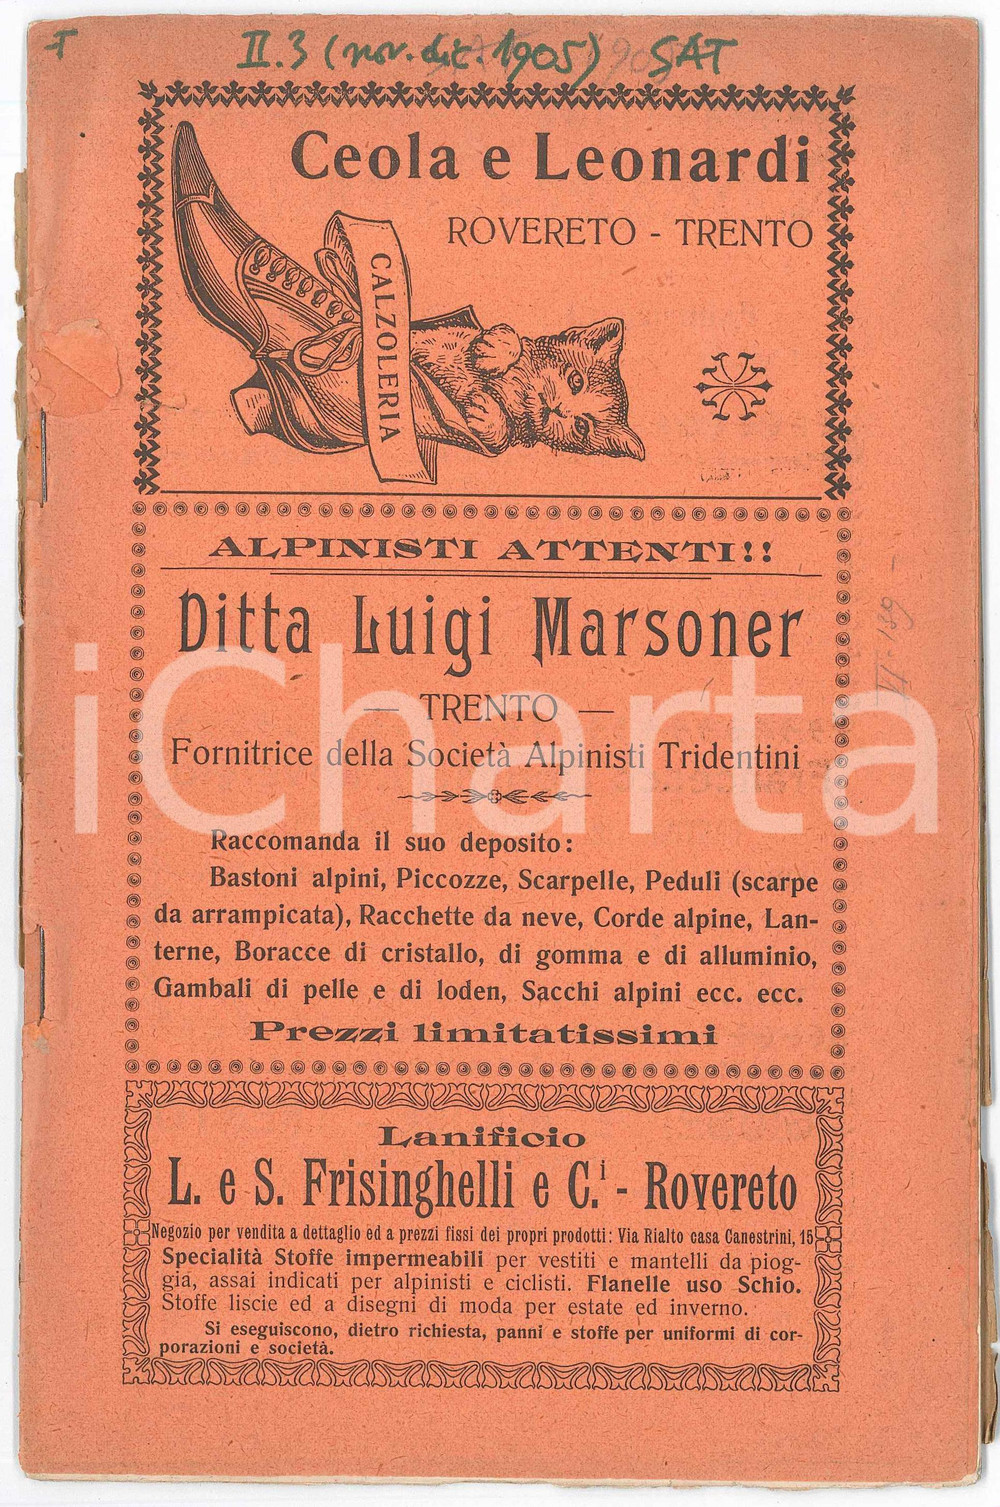 II.3 (nov. dic. 1905) SAT
Ceola e Leonardi
ROVERETO - TRENTO
CALZOLERIA
ALPINISTI ATTENTI!!
Ditta Luigi Marsoner
— TRENTO —
Fornitrice della Società Alpinisti Tridentini
Raccomanda il suo deposito:
Bastoni alpini, Piccozze, Scarpelle, Peduli (scarpe
da arrampicata), Racchette da neve, Corde alpine, Lan-
terne, Boracce di cristallo, di gomma e di alluminio,
Gambali di pelle e di loden, Sacchi alpini ecc. ecc.
Prezzi limitatissimi
Lanificio
L. e S. Frisinghelli e C.i - Rovereto
Negozio per vendita a dettaglio ed a prezzi fissi dei propri prodotti: Via Rialto casa Canestrini, 15
Specialità Stoffe impermeabili per vestiti e mantelli da piog-
gia, assai indicati per alpinisti e ciclisti. Flanelle uso Schio.
Stoffe liscie ed a disegni di moda per estate ed inverno.
Si eseguiscono, dietro richiesta, panni e stoffe per uniformi di cor-
porazioni e società.
iCharta